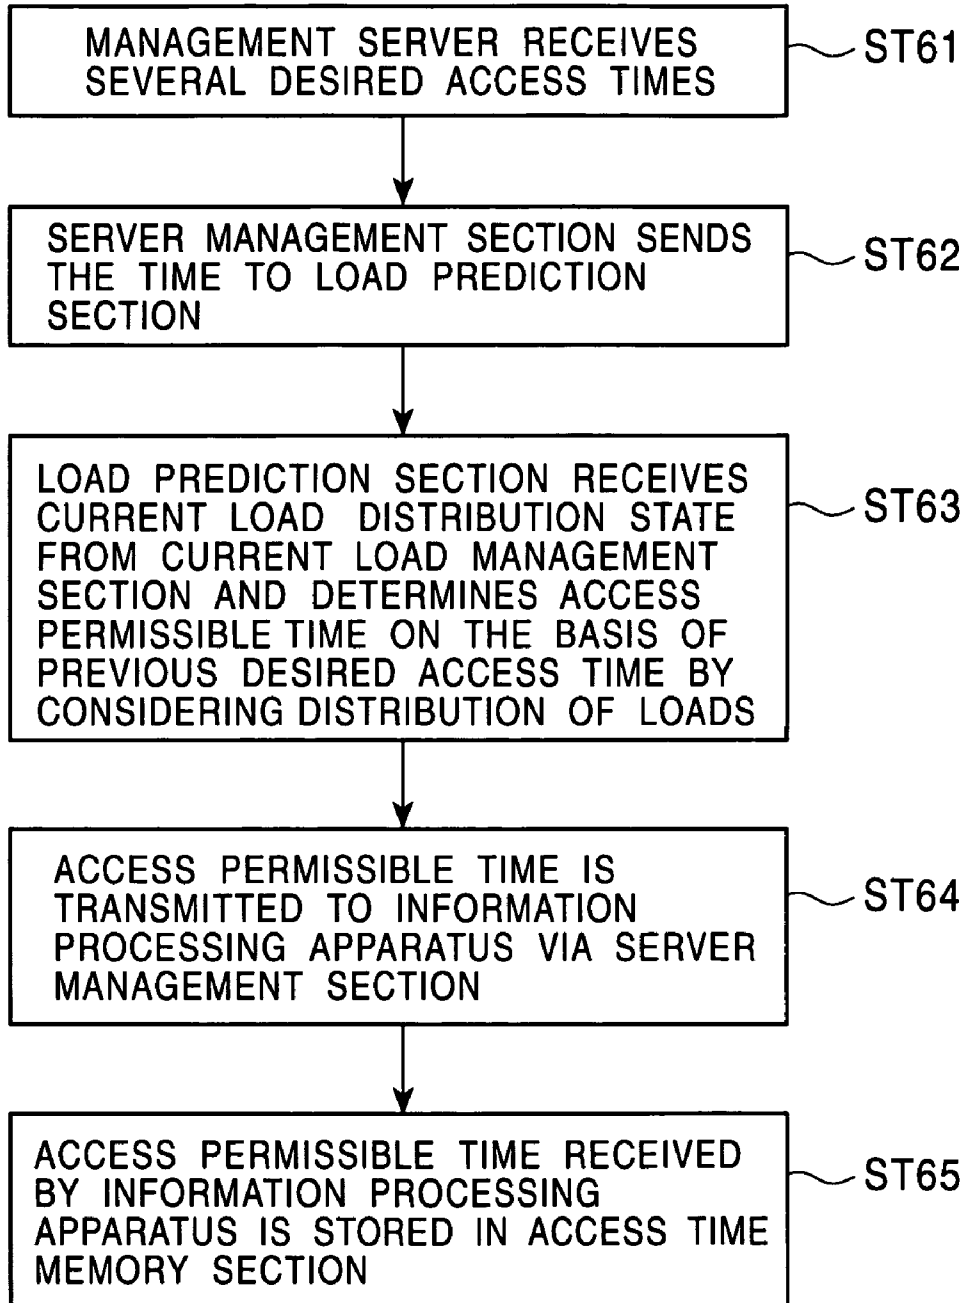 MANAGEMENT SERVER RECEIVES
SEVERAL DESIRED ACCESS TIMES
ST61
SERVER MANAGEMENT SECTION SENDS
THE TIME TO LOAD PREDICTION
SECTION
ST62
LOAD PREDICTION SECTION RECEIVES
CURRENT LOAD DISTRIBUTION STATE
FROM CURRENT LOAD MANAGEMENT
SECTION AND DETERMINES ACCESS
PERMISSIBLE TIME ON THE BASIS OF
PREVIOUS DESIRED ACCESS TIME BY
CONSIDERING DISTRIBUTION OF LOADS
ST63
ACCESS PERMISSIBLE TIME IS
TRANSMITTED TO INFORMATION
PROCESSING APPARATUS VIA SERVER
MANAGEMENT SECTION
ST64
ACCESS PERMISSIBLE TIME RECEIVED
BY INFORMATION PROCESSING
APPARATUS IS STORED IN ACCESS TIME
MEMORY SECTION
ST65